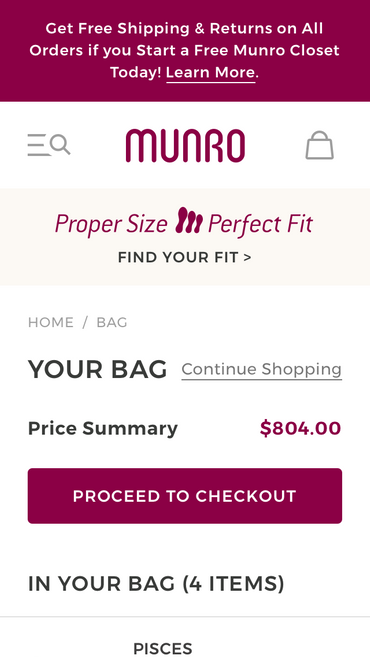 Get Free Shipping & Returns on All
Orders if you Start a Free Munro Closet
Today! Learn More.
MUNRO
Proper Size Perfect Fit
FIND YOUR FIT >
HOME / BAG
YOUR BAG Continue Shopping
Price Summary $804.00
PROCEED TO CHECKOUT
IN YOUR BAG (4 ITEMS)
PISCES